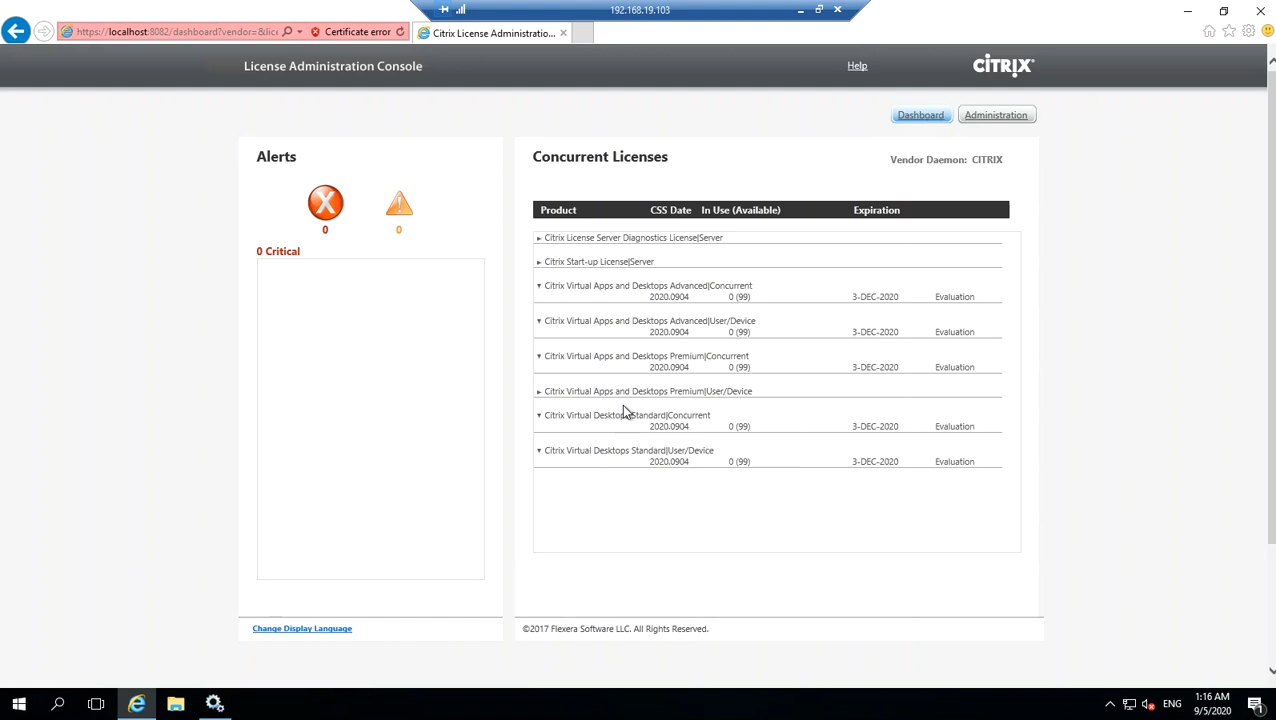 192.168.19.103
https://localhost:8082/dashboard?vendor=&lice
Certificate error
Citrix License Administratio...
License Administration Console
Help
CITRIX
Dashboard
Administration
Alerts
0
0
0 Critical
Concurrent Licenses
Vendor Daemon: CITRIX
Product CSS Date In Use (Available) Expiration
Citrix License Server Diagnostics License|Server
Citrix Start-up License|Server
Citrix Virtual Apps and Desktops Advanced|Concurrent
2020.0904 0 (99) 3-DEC-2020 Evaluation
Citrix Virtual Apps and Desktops Advanced|User/Device
2020.0904 0 (99) 3-DEC-2020 Evaluation
Citrix Virtual Apps and Desktops Premium|Concurrent
2020.0904 0 (99) 3-DEC-2020 Evaluation
Citrix Virtual Apps and Desktops Premium|User/Device
Citrix Virtual Desktops Standard|Concurrent
2020.0904 0 (99) 3-DEC-2020 Evaluation
Citrix Virtual Desktops Standard|User/Device
2020.0904 0 (99) 3-DEC-2020 Evaluation
Change Display Language
©2017 Flexera Software LLC. All Rights Reserved.
ENG
1:16 AM
9/5/2020
1